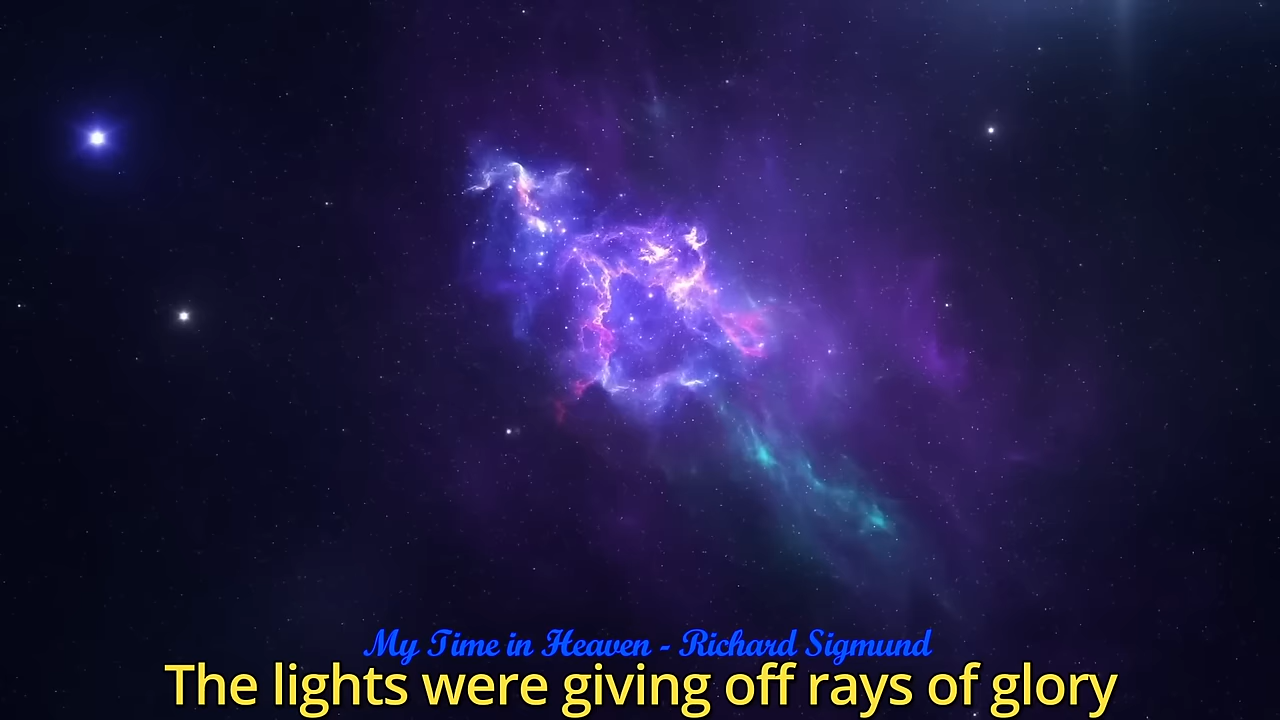 My Time in Heaven - Richard Sigmund
The lights were giving off rays of glory